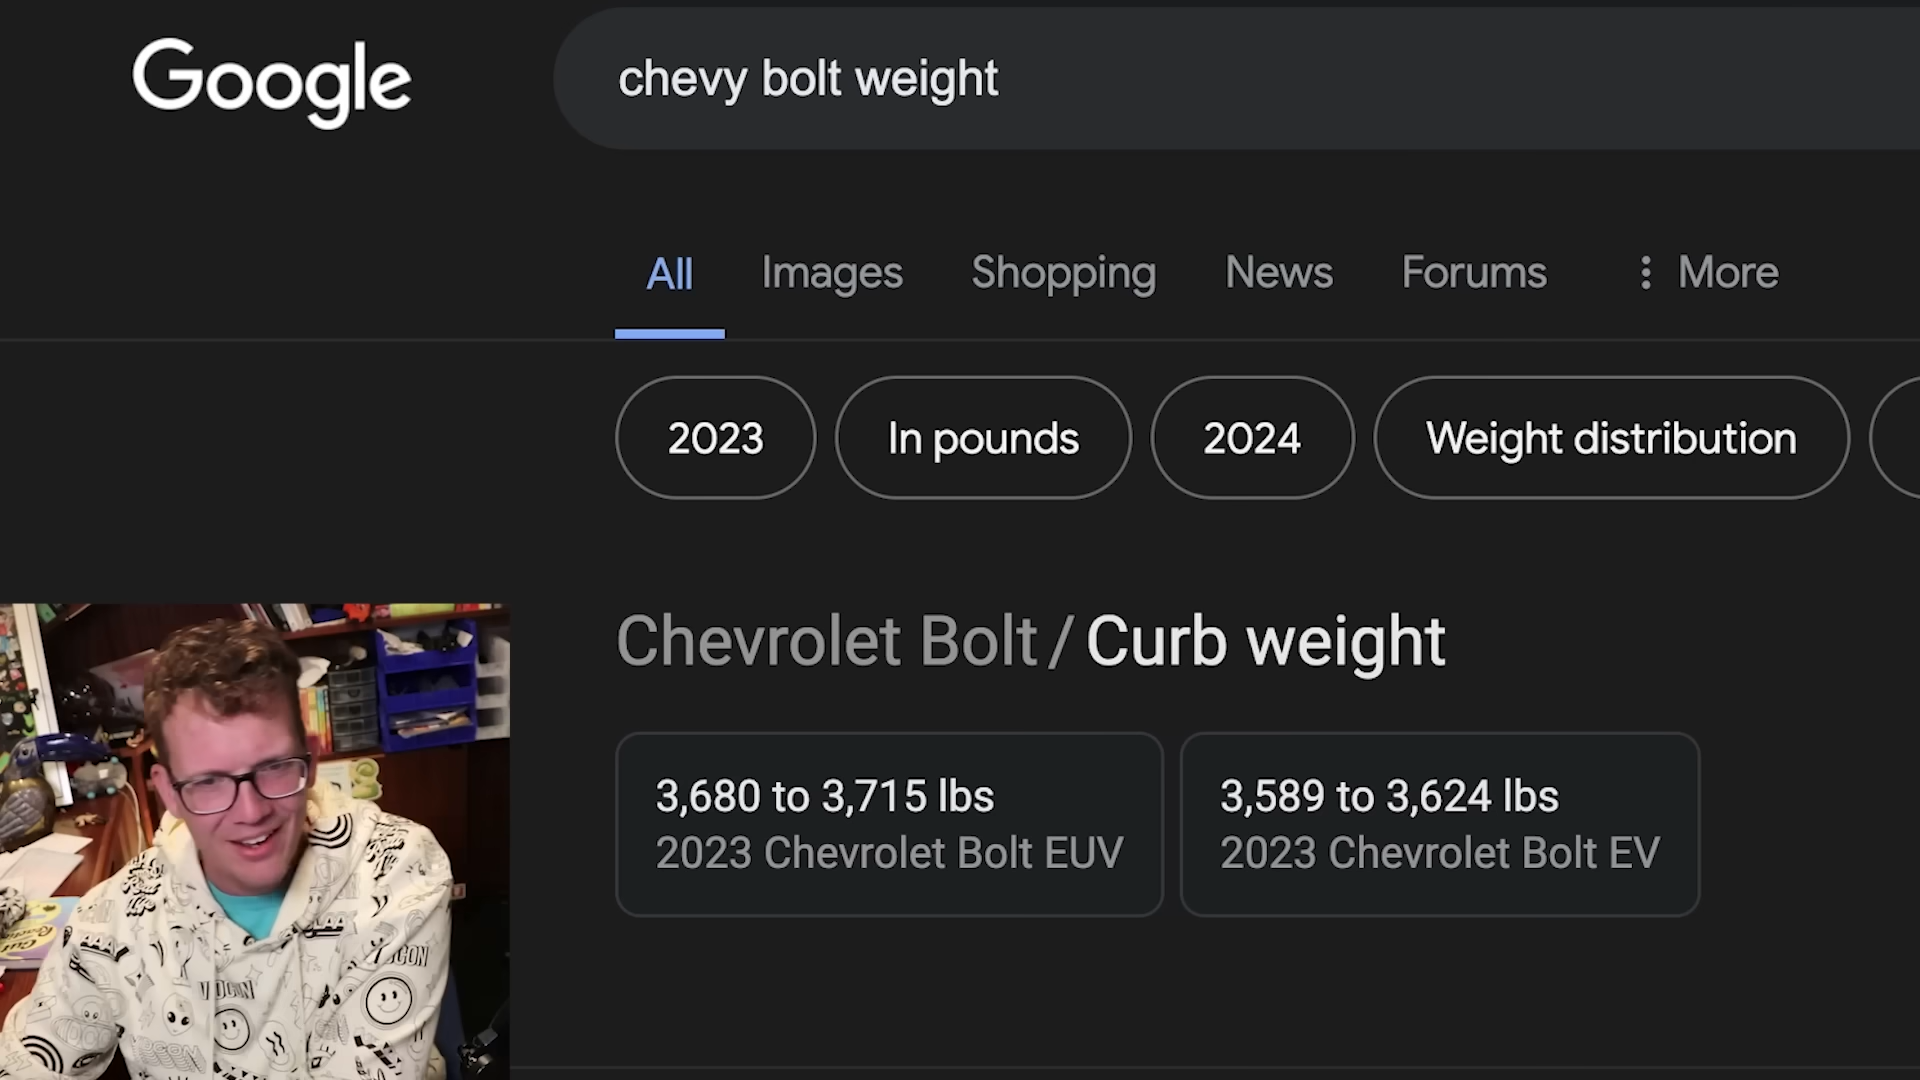 Google
chevy bolt weight
All Images Shopping News Forums More
2023 In pounds 2024 Weight distribution
Chevrolet Bolt / Curb weight
3,680 to 3,715 lbs
2023 Chevrolet Bolt EUV
3,589 to 3,624 lbs
2023 Chevrolet Bolt EV